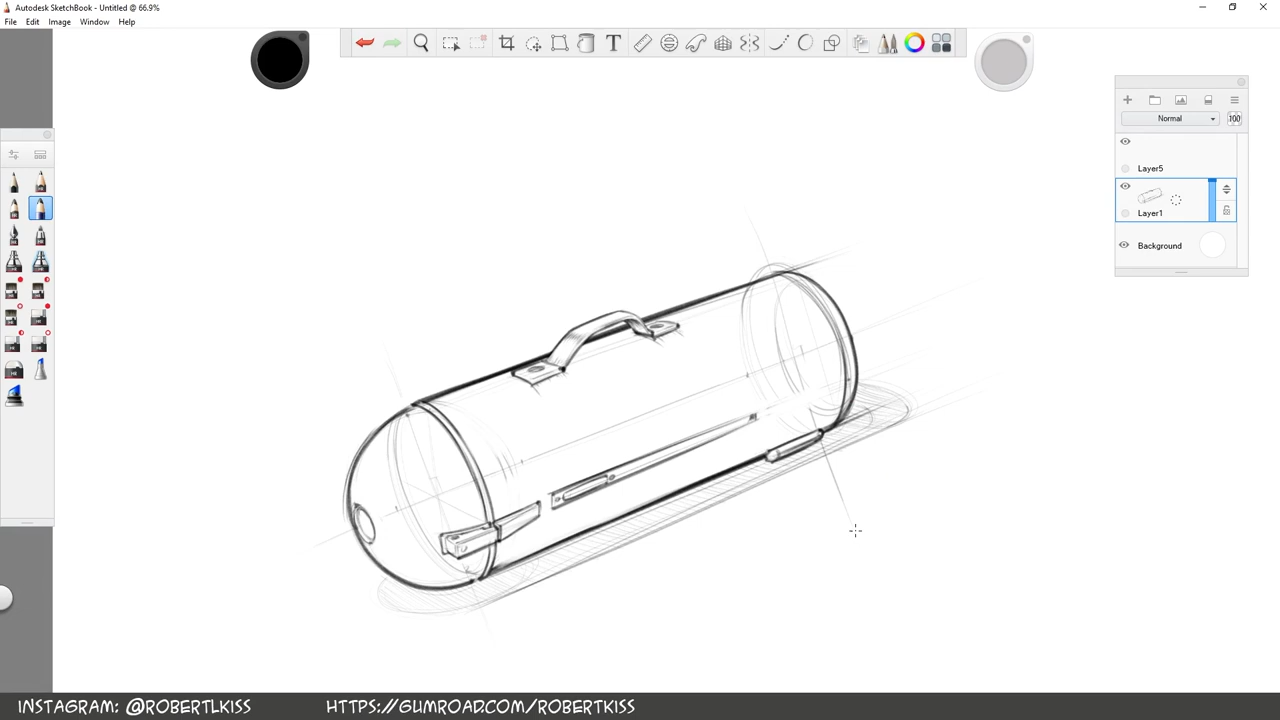 Autodesk SketchBook - Untitled @ 66.9%
File Edit Image Window Help
T
Normal
100
Layer5
Layer1
Background
INSTAGRAM: @ROBERTLKISS HTTPS://GUMROAD.COM/ROBERTKISS